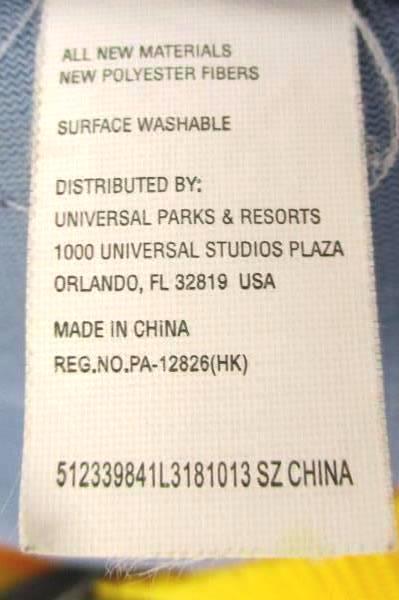 ALL NEW MATERIALS
NEW POLYESTER FIBERS
SURFACE WASHABLE
DISTRIBUTED BY:
UNIVERSAL PARKS & RESORTS
1000 UNIVERSAL STUDIOS PLAZA
ORLANDO, FL 32819 USA
MADE IN CHiNA
REG.NO.PA-12826(HK)
512339841L3181013 SZ CHINA